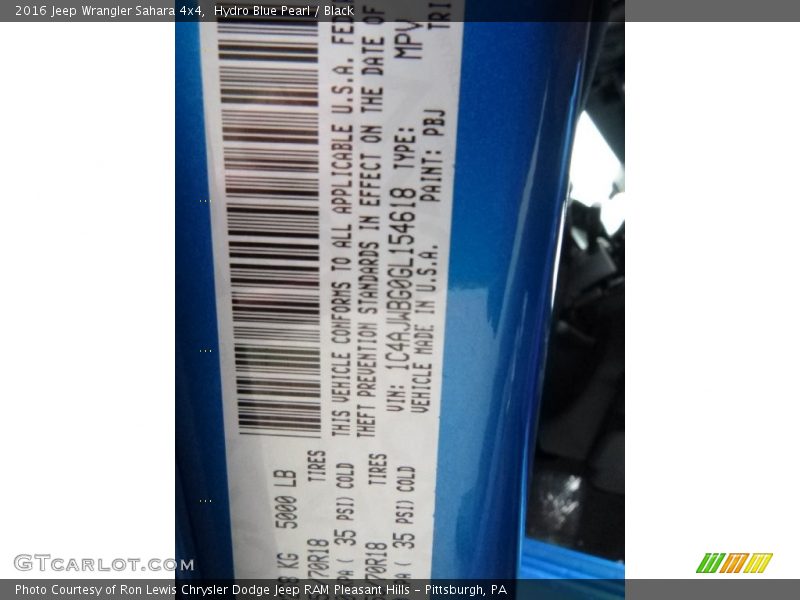 2016 Jeep Wrangler Sahara 4x4, Hydro Blue Pearl / Black
THIS VEHICLE CONFORMS TO ALL APPLICABLE U.S.A.
THEFT PREVENTION STANDARDS IN EFFECT ON THE DATE OF
VIN: 1C4AJWBG0GL154618 TYPE: MPV
VEHICLE MADE IN U.S.A. PAINT: PBJ TRI
KG 5000 LB
TIRES
35 PSI) COLD
TIRES
35 PSI) COLD
GTCARLOT.COM
Photo Courtesy of Ron Lewis Chrysler Dodge Jeep RAM Pleasant Hills - Pittsburgh, PA